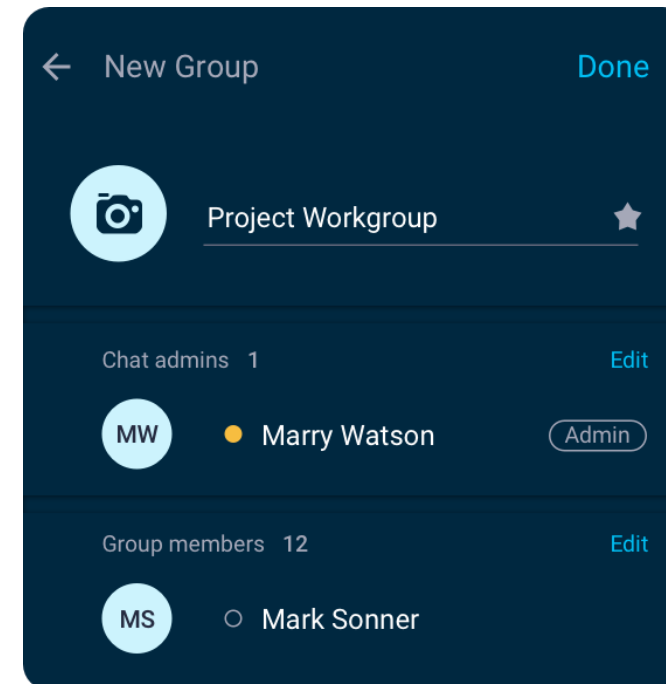 New Group Done
Project Workgroup
Chat admins 1 Edit
MW Marry Watson Admin
Group members 12 Edit
MS Mark Sonner